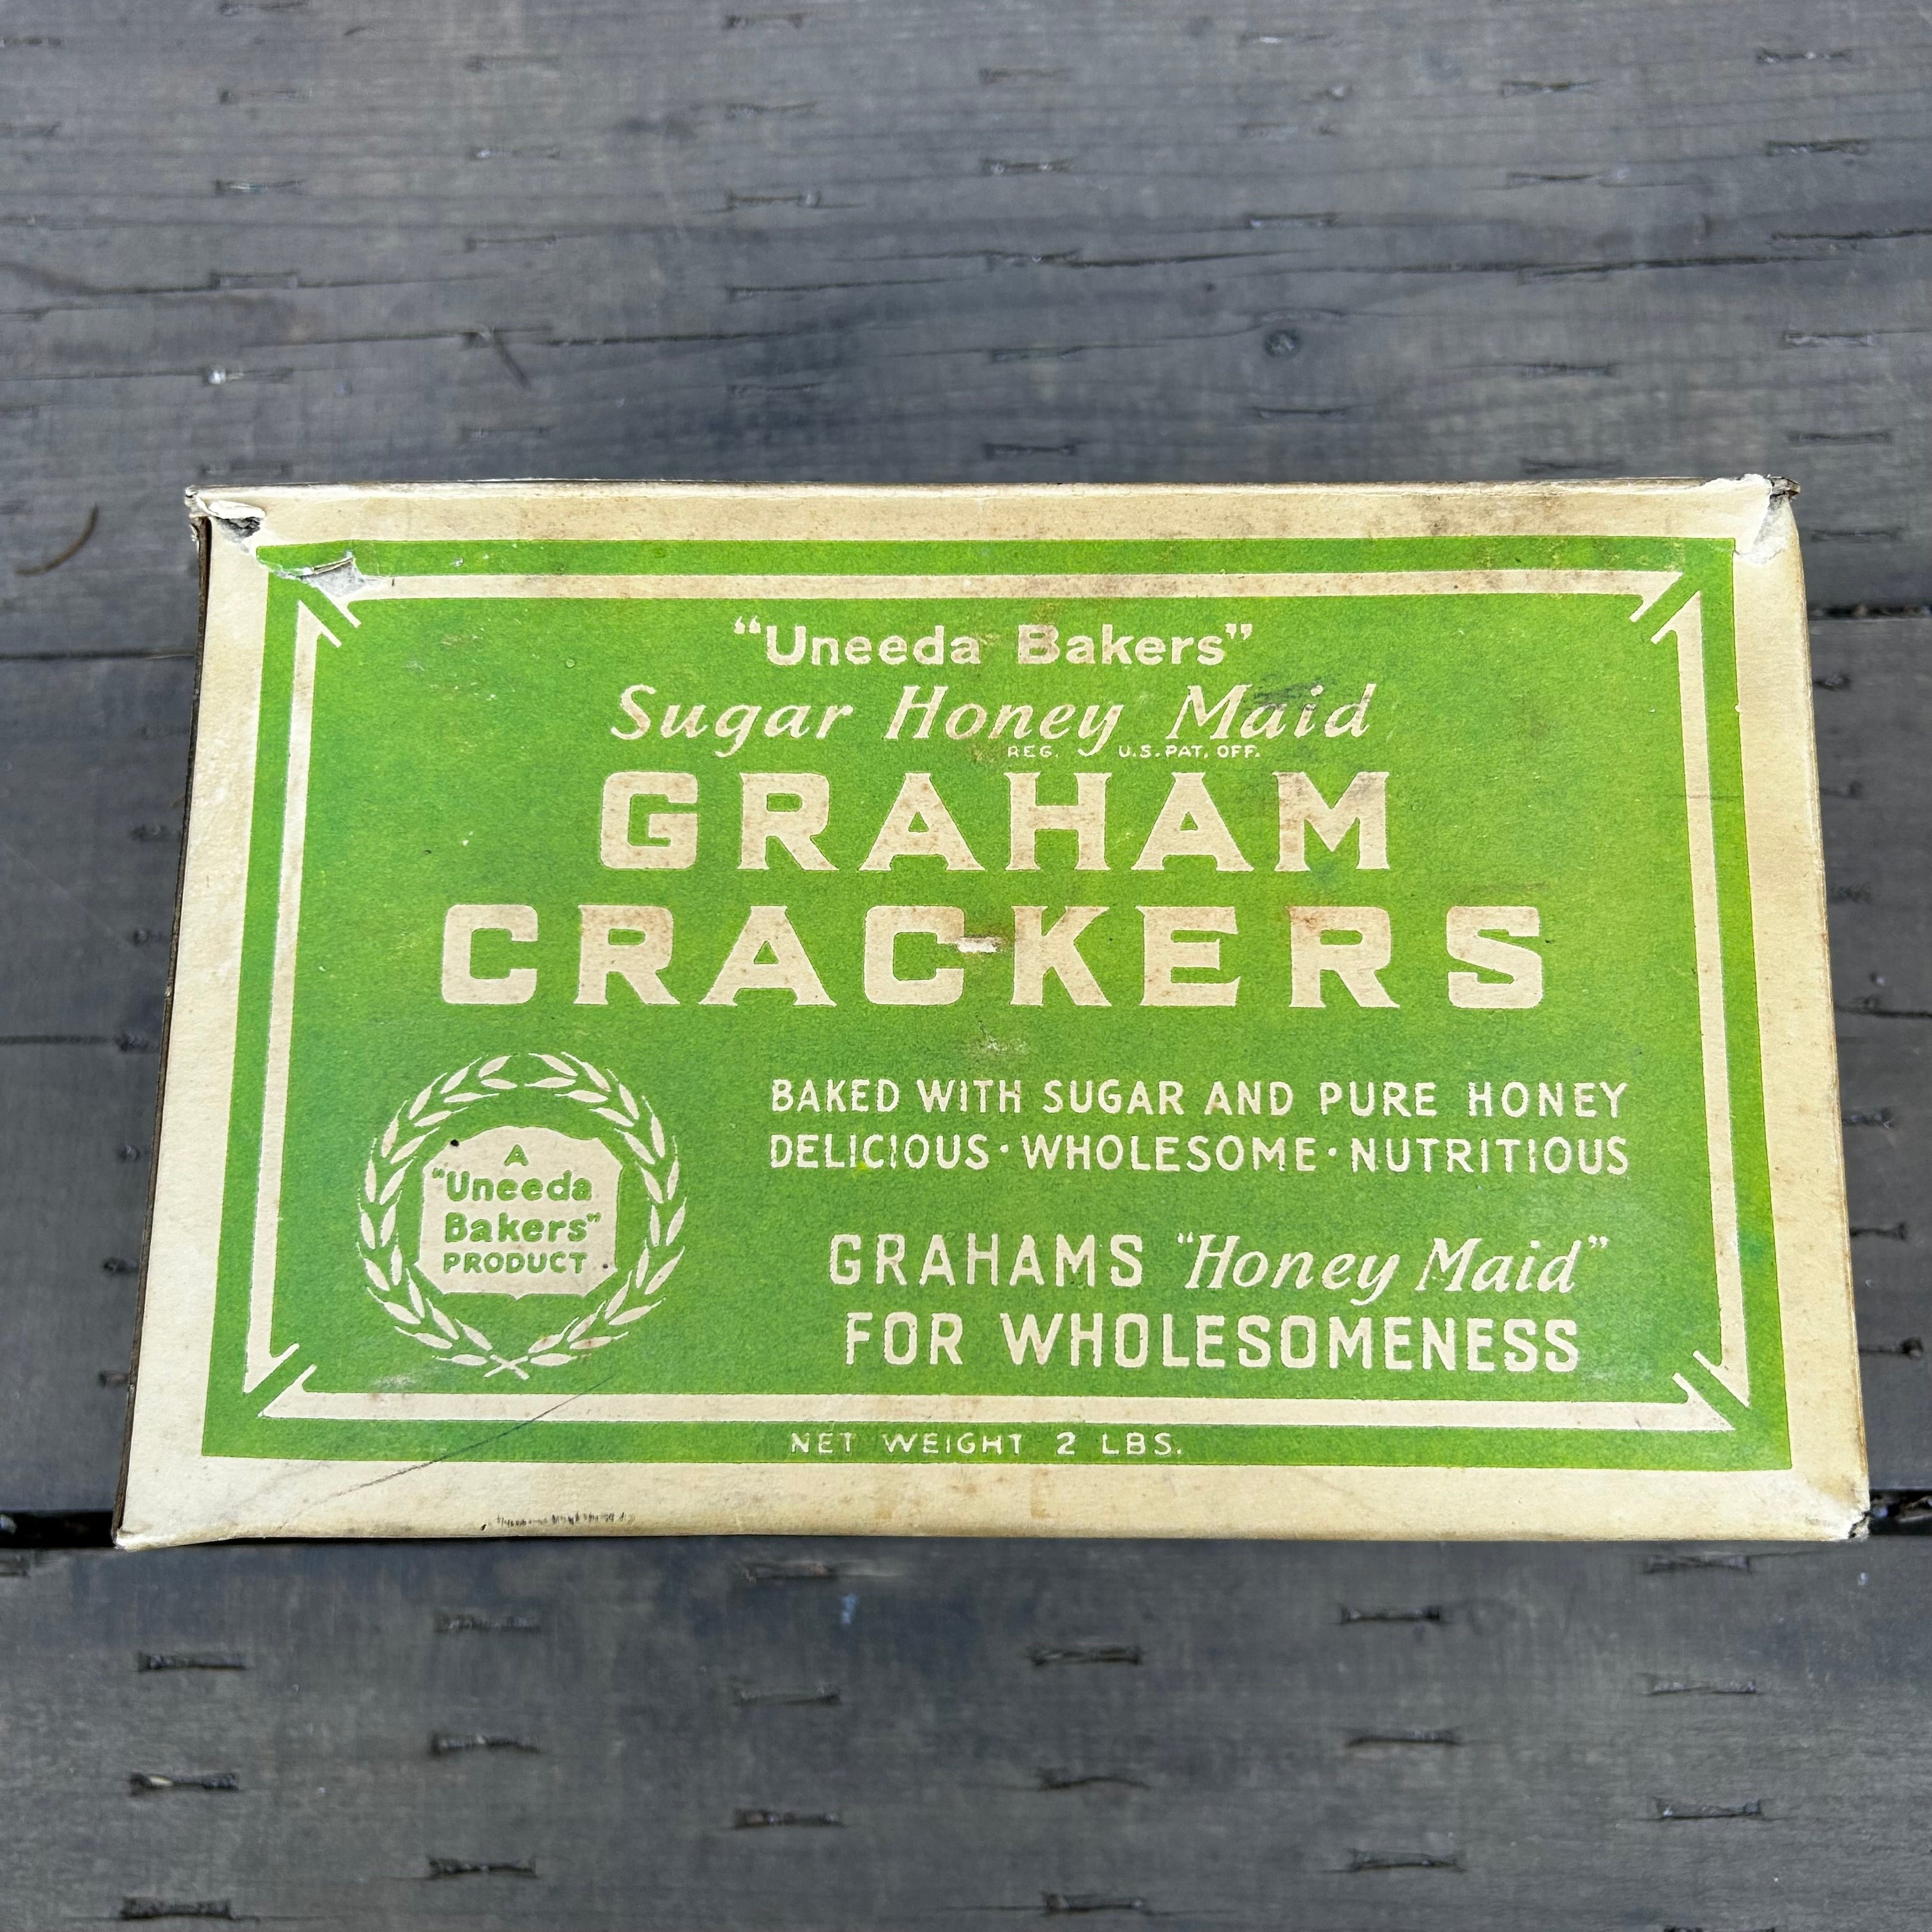 "Uneeda Bakers"
Sugar Honey Maid
REG. U.S. PAT. OFF.
GRAHAM
CRACKERS
BAKED WITH SUGAR AND PURE HONEY
DELICIOUS · WHOLESOME · NUTRITIOUS
A
"Uneeda
Bakers"
PRODUCT
GRAHAMS "Honey Maid"
FOR WHOLESOMENESS
NET WEIGHT 2 LBS.